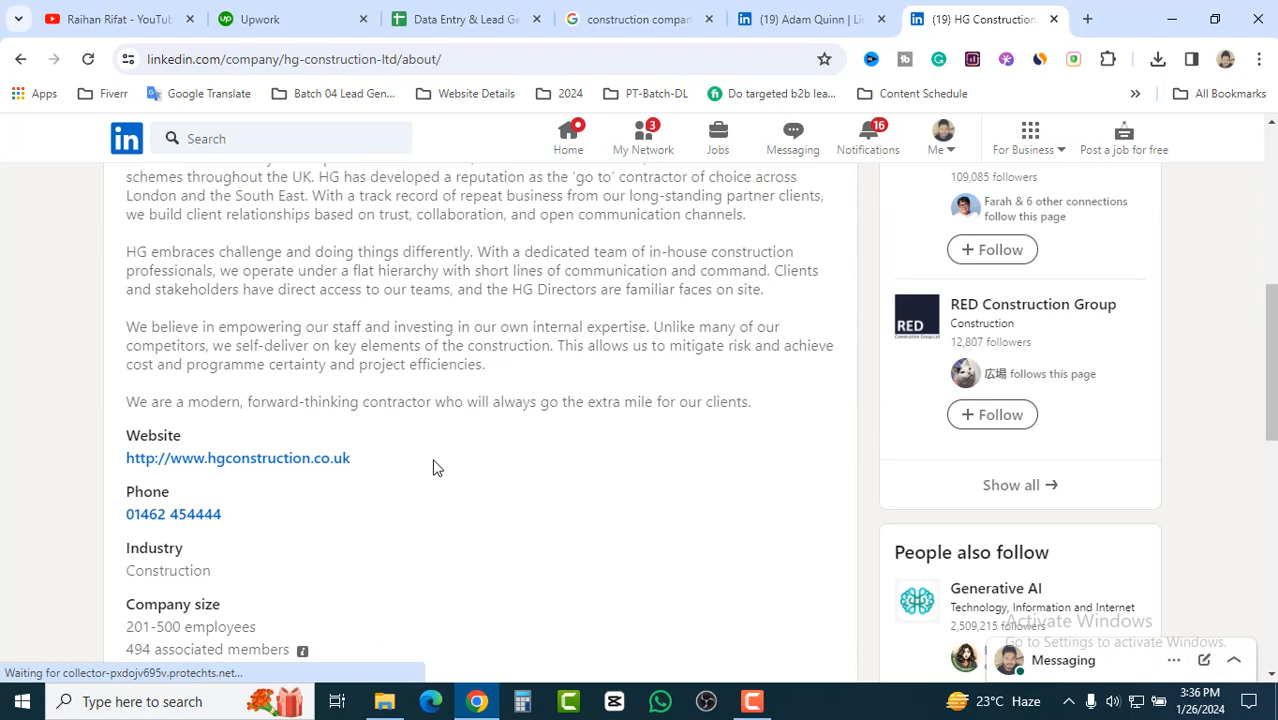 Raihan Rifat - YouTub
Upwork
Data Entry & Lead Ge
construction compan
(19) Adam Quinn | Lin
(19) HG Construction
linkedin.com/company/hg-construction-ltd/about/
Apps
Fiverr
Google Translate
Batch 04 Lead Gen...
Website Details
2024
PT-Batch-DL
Do targeted b2b lea...
Content Schedule
»
All Bookmarks
in
Search
Home
3
My Network
Jobs
Messaging
16
Notifications
Me
For Business
Post a job for free
schemes throughout the UK. HG has developed a reputation as the 'go to' contractor of choice across
London and the South East. With a track record of repeat business from our long-standing partner clients,
we build client relationships based on trust, collaboration, and open communication channels.
HG embraces challenge and doing things differently. With a dedicated team of in-house construction
professionals, we operate under a flat hierarchy with short lines of communication and command. Clients
and stakeholders have direct access to our teams, and the HG Directors are familiar faces on site.
We believe in empowering our staff and investing in our own internal expertise. Unlike many of our
competitors, we self-deliver on key elements of the construction. This allows us to mitigate risk and achieve
cost and programme certainty and project efficiencies.
We are a modern, forward-thinking contractor who will always go the extra mile for our clients.
Website
http://www.hgconstruction.co.uk
Phone
01462 454444
Industry
Construction
Company size
201-500 employees
494 associated members
109,085 followers
Farah & 6 other connections
follow this page
+ Follow
RED
RED Construction Group
Construction
12,807 followers
広場 follows this page
+ Follow
Show all →
People also follow
Generative AI
Technology, Information and Internet
2,509,215 followers
Activate Windows
Go to Settings to activate Windows.
Messaging
Waiting for collector-pxdojv695v.protechts.net...
Type here to search
23°C Haze
3:36 PM
1/26/2024